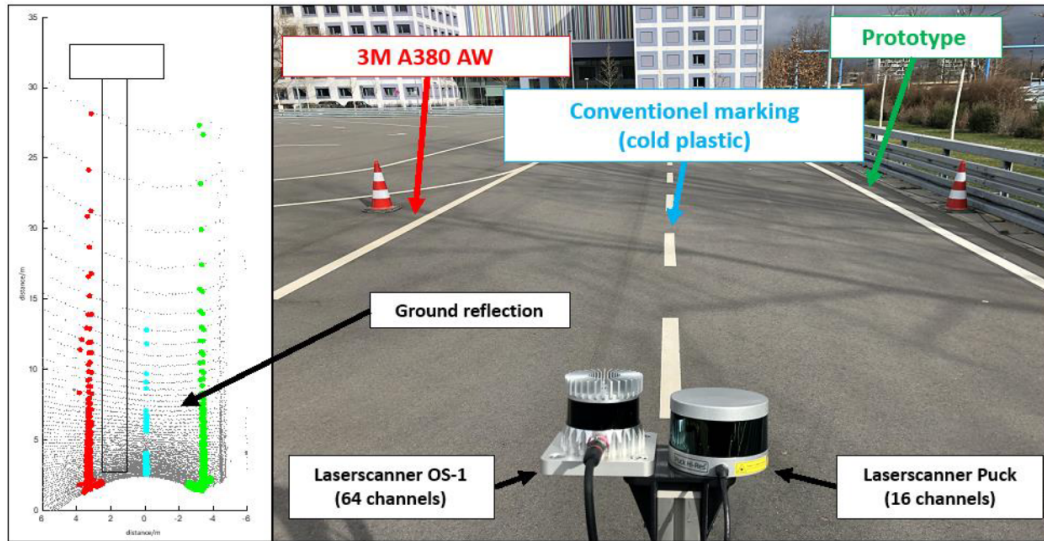 35
30
25
20
15
10
5
0
distance/m
6
4
2
0
-2
-4
-6
distance/m
3M A380 AW
Conventionel marking
(cold plastic)
Prototype
Ground reflection
Laserscanner OS-1
(64 channels)
Laserscanner Puck
(16 channels)